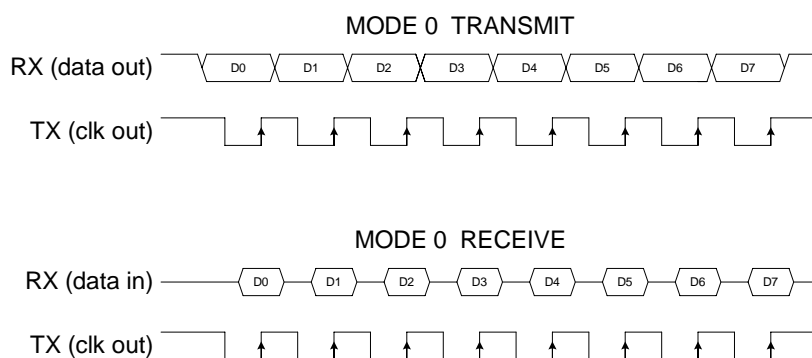 MODE 0 TRANSMIT
RX (data out) D0 D1 D2 D3 D4 D5 D6 D7
TX (clk out)
MODE 0 RECEIVE
RX (data in) D0 D1 D2 D3 D4 D5 D6 D7
TX (clk out)